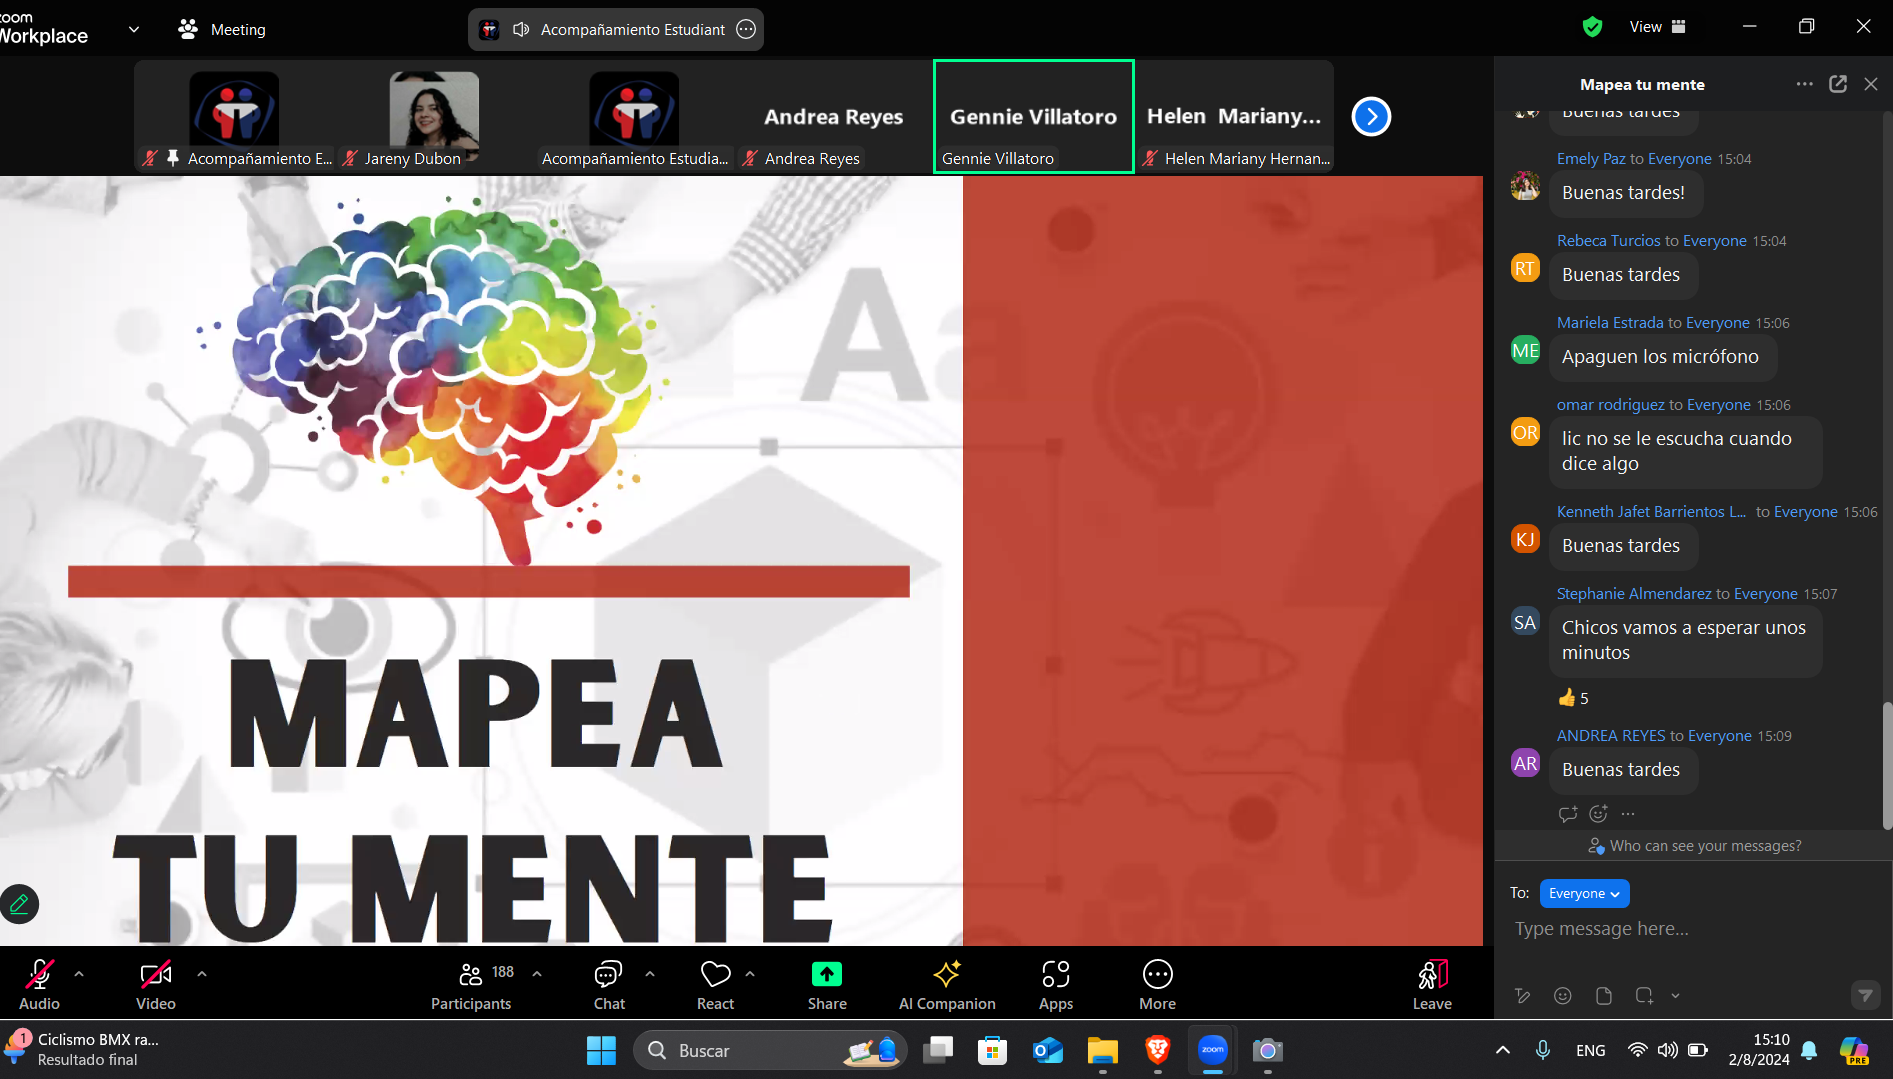 zoom
Workplace
Meeting
Acompañamiento Estudiant
View
Acompañamiento E...
Jareny Dubon
Acompañamiento Estudia...
Andrea Reyes
Andrea Reyes
Gennie Villatoro
Gennie Villatoro
Helen Mariany...
Helen Mariany Hernan...
A
MAPEA
TU MENTE
Mapea tu mente
Buenas tardes
Emely Paz to Everyone 15:04
Buenas tardes!
Rebeca Turcios to Everyone 15:04
RT
Buenas tardes
Mariela Estrada to Everyone 15:06
ME
Apaguen los micrófono
omar rodriguez to Everyone 15:06
OR
lic no se le escucha cuando
dice algo
Kenneth Jafet Barrientos L... to Everyone 15:06
KJ
Buenas tardes
Stephanie Almendarez to Everyone 15:07
SA
Chicos vamos a esperar unos
minutos
👍 5
ANDREA REYES to Everyone 15:09
AR
Buenas tardes
Who can see your messages?
To: Everyone
Type message here...
Audio
Video
188
Participants
Chat
React
Share
AI Companion
Apps
More
Leave
1
Ciclismo BMX ra...
Resultado final
Buscar
zoom
ENG
15:10
2/8/2024
PRE